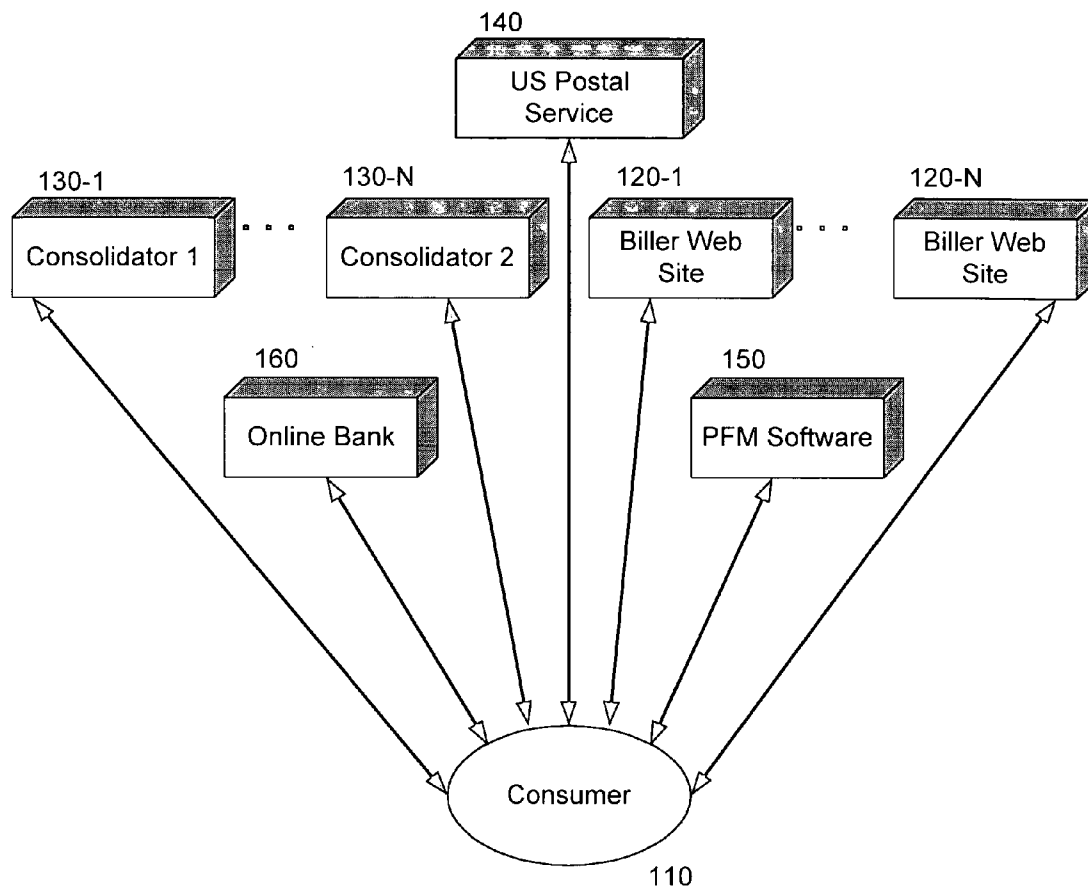 140
US Postal
Service
130-1
130-N
120-1
120-N
Consolidator 1
. . .
Consolidator 2
Biller Web
Site
. . .
Biller Web
Site
160
150
Online Bank
PFM Software
Consumer
110